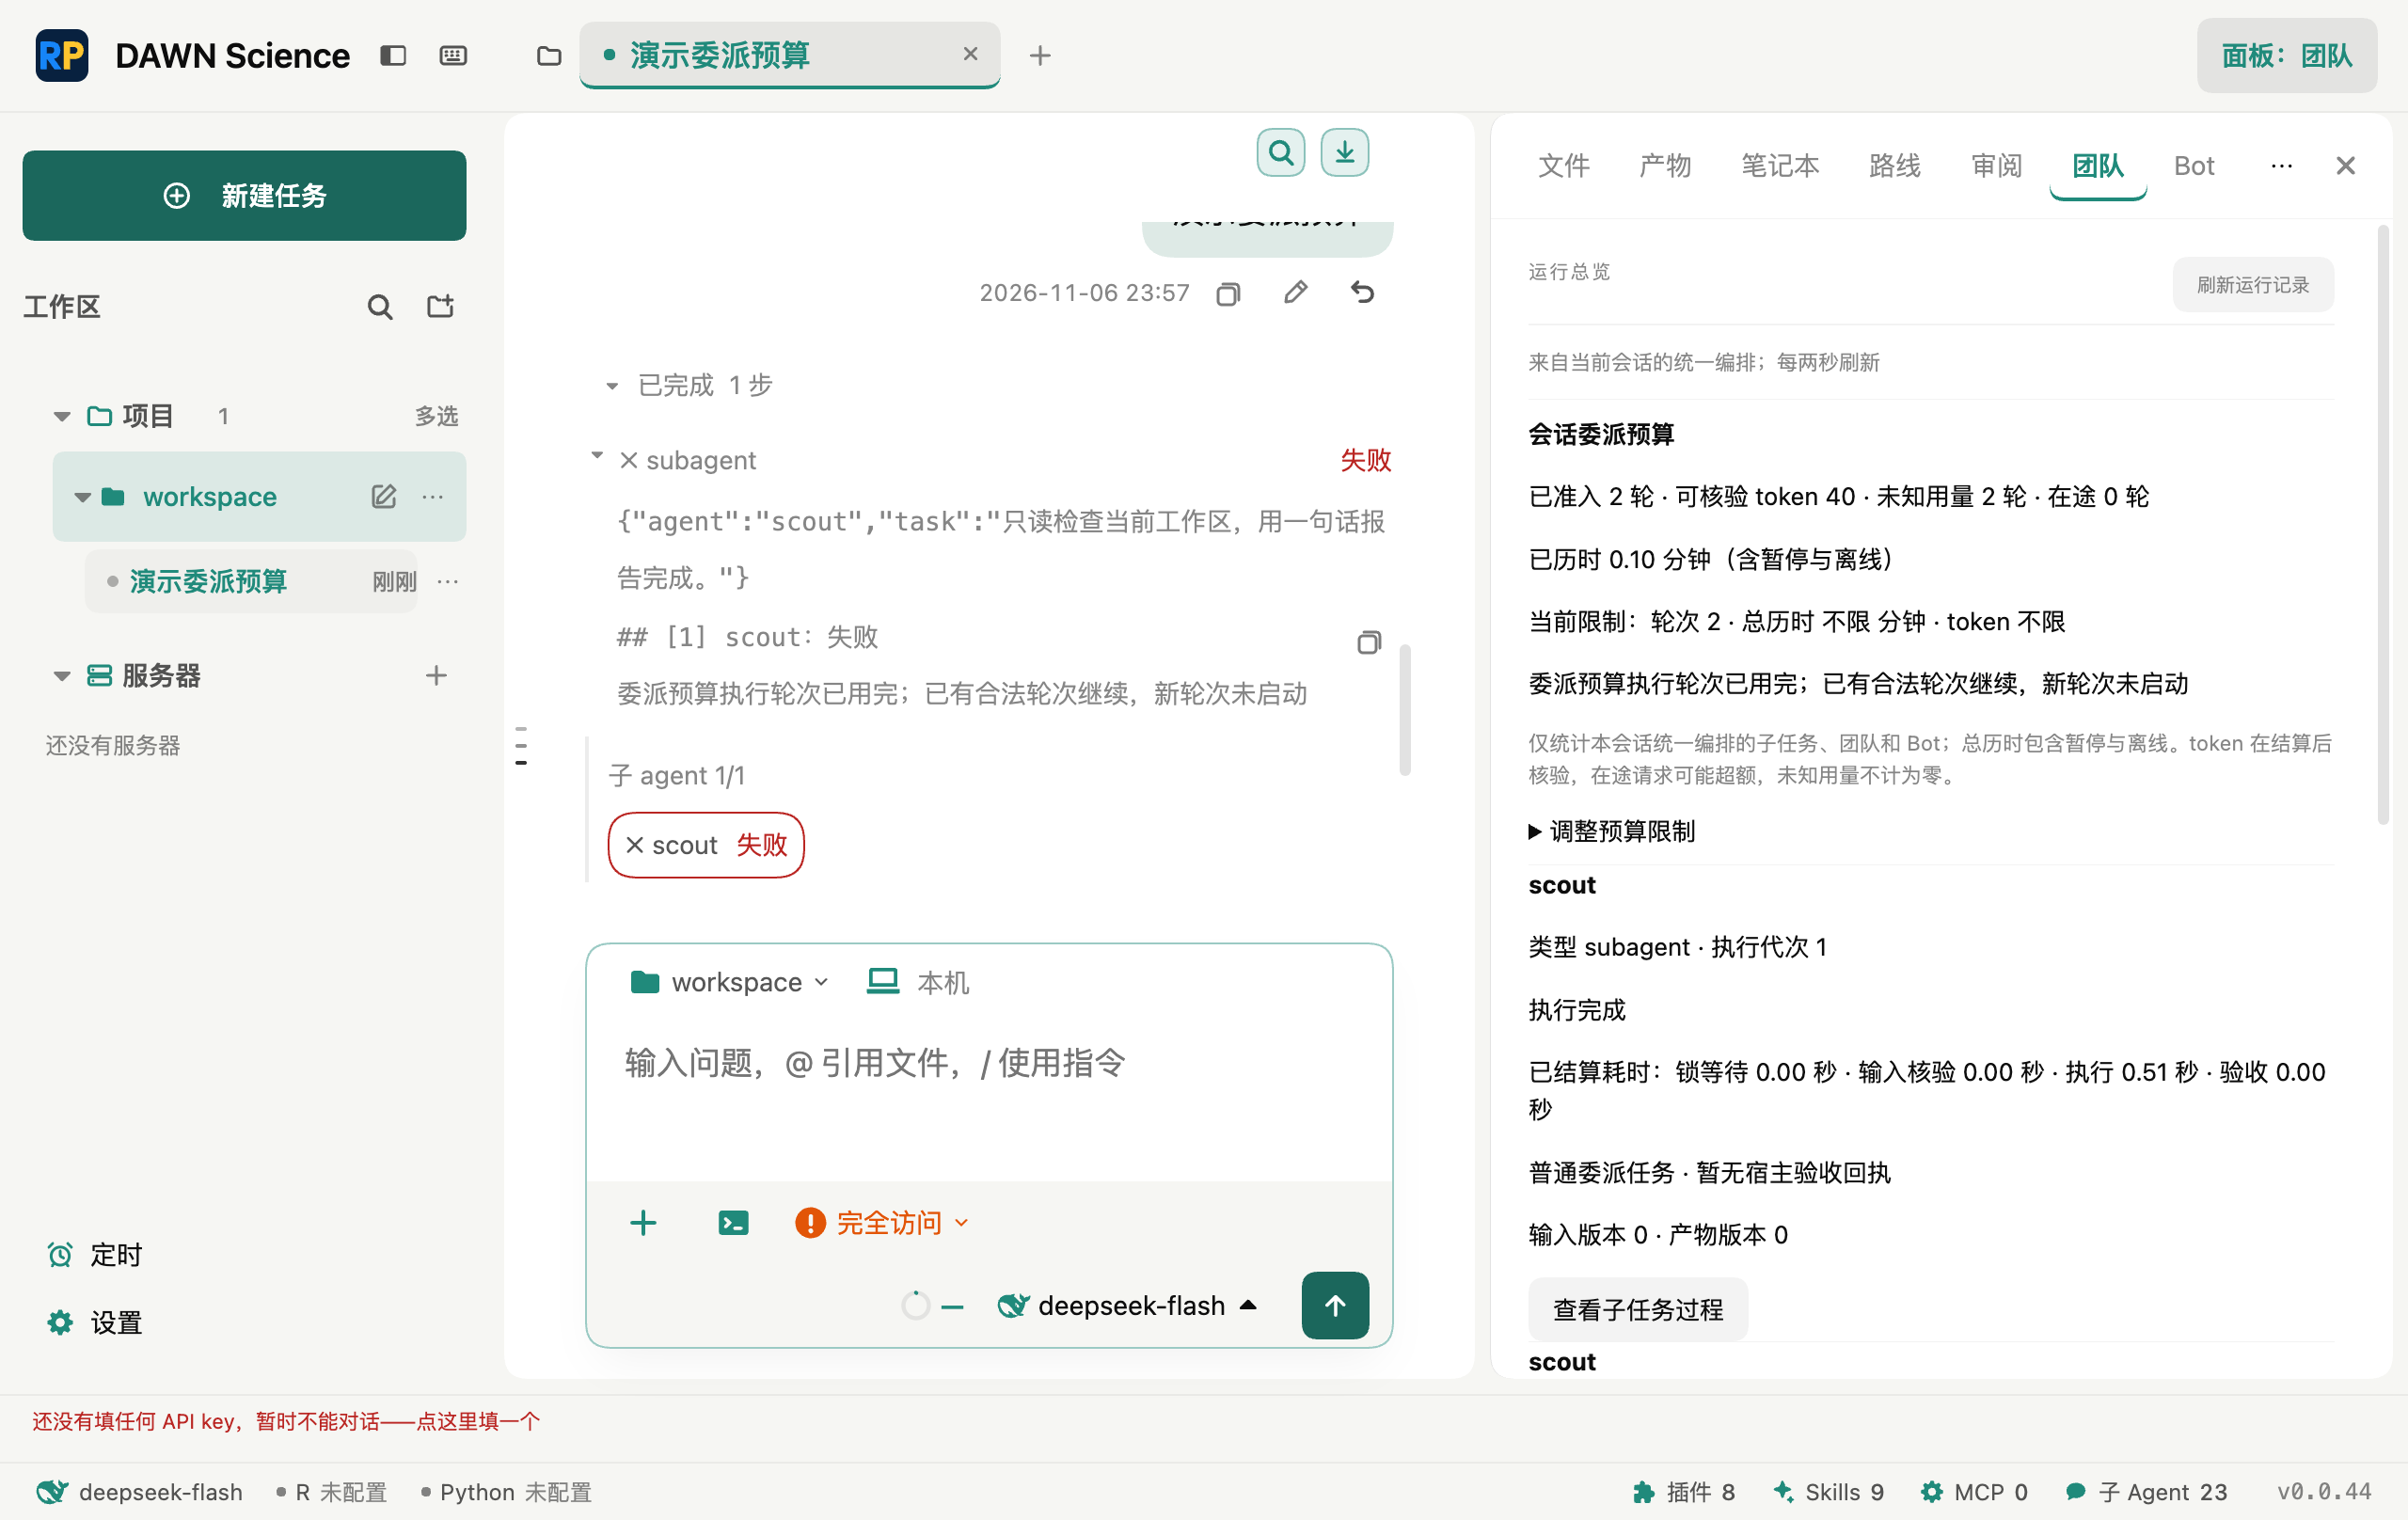 RP DAWN Science
演示委派预算
面板：团队
新建任务
工作区
项目 1 多选
workspace
演示委派预算 刚刚
服务器
还没有服务器
定时
设置
2026-11-06 23:57
已完成 1 步
subagent 失败
{"agent":"scout","task":"只读检查当前工作区，用一句话报
告完成。"}
## [1] scout：失败
委派预算执行轮次已用完；已有合法轮次继续，新轮次未启动
子 agent 1/1
scout 失败
workspace 本机
输入问题，@ 引用文件，/ 使用指令
完全访问
deepseek-flash
文件 产物 笔记本 路线 审阅 团队 Bot
运行总览
刷新运行记录
来自当前会话的统一编排；每两秒刷新
会话委派预算
已准入 2 轮 · 可核验 token 40 · 未知用量 2 轮 · 在途 0 轮
已历时 0.10 分钟（含暂停与离线）
当前限制：轮次 2 · 总历时 不限 分钟 · token 不限
委派预算执行轮次已用完；已有合法轮次继续，新轮次未启动
仅统计本会话统一编排的子任务、团队和 Bot；总历时包含暂停与离线。token 在结算后
核验，在途请求可能超额，未知用量不计为零。
调整预算限制
scout
类型 subagent · 执行代次 1
执行完成
已结算耗时：锁等待 0.00 秒 · 输入核验 0.00 秒 · 执行 0.51 秒 · 验收 0.00
秒
普通委派任务 · 暂无宿主验收回执
输入版本 0 · 产物版本 0
查看子任务过程
scout
还没有填任何 API key，暂时不能对话——点这里填一个
deepseek-flash R 未配置 Python 未配置
插件 8 Skills 9 MCP 0 子 Agent 23 v0.0.44